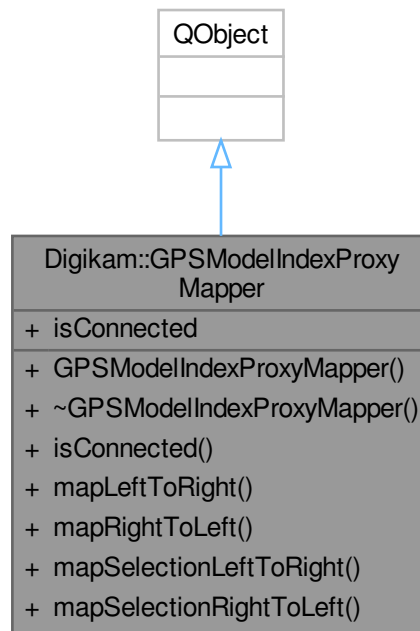 QObject
Digikam::GPSModelIndexProxy
Mapper
+ isConnected
+ GPSModelIndexProxyMapper()
+ ~GPSModelIndexProxyMapper()
+ isConnected()
+ mapLeftToRight()
+ mapRightToLeft()
+ mapSelectionLeftToRight()
+ mapSelectionRightToLeft()